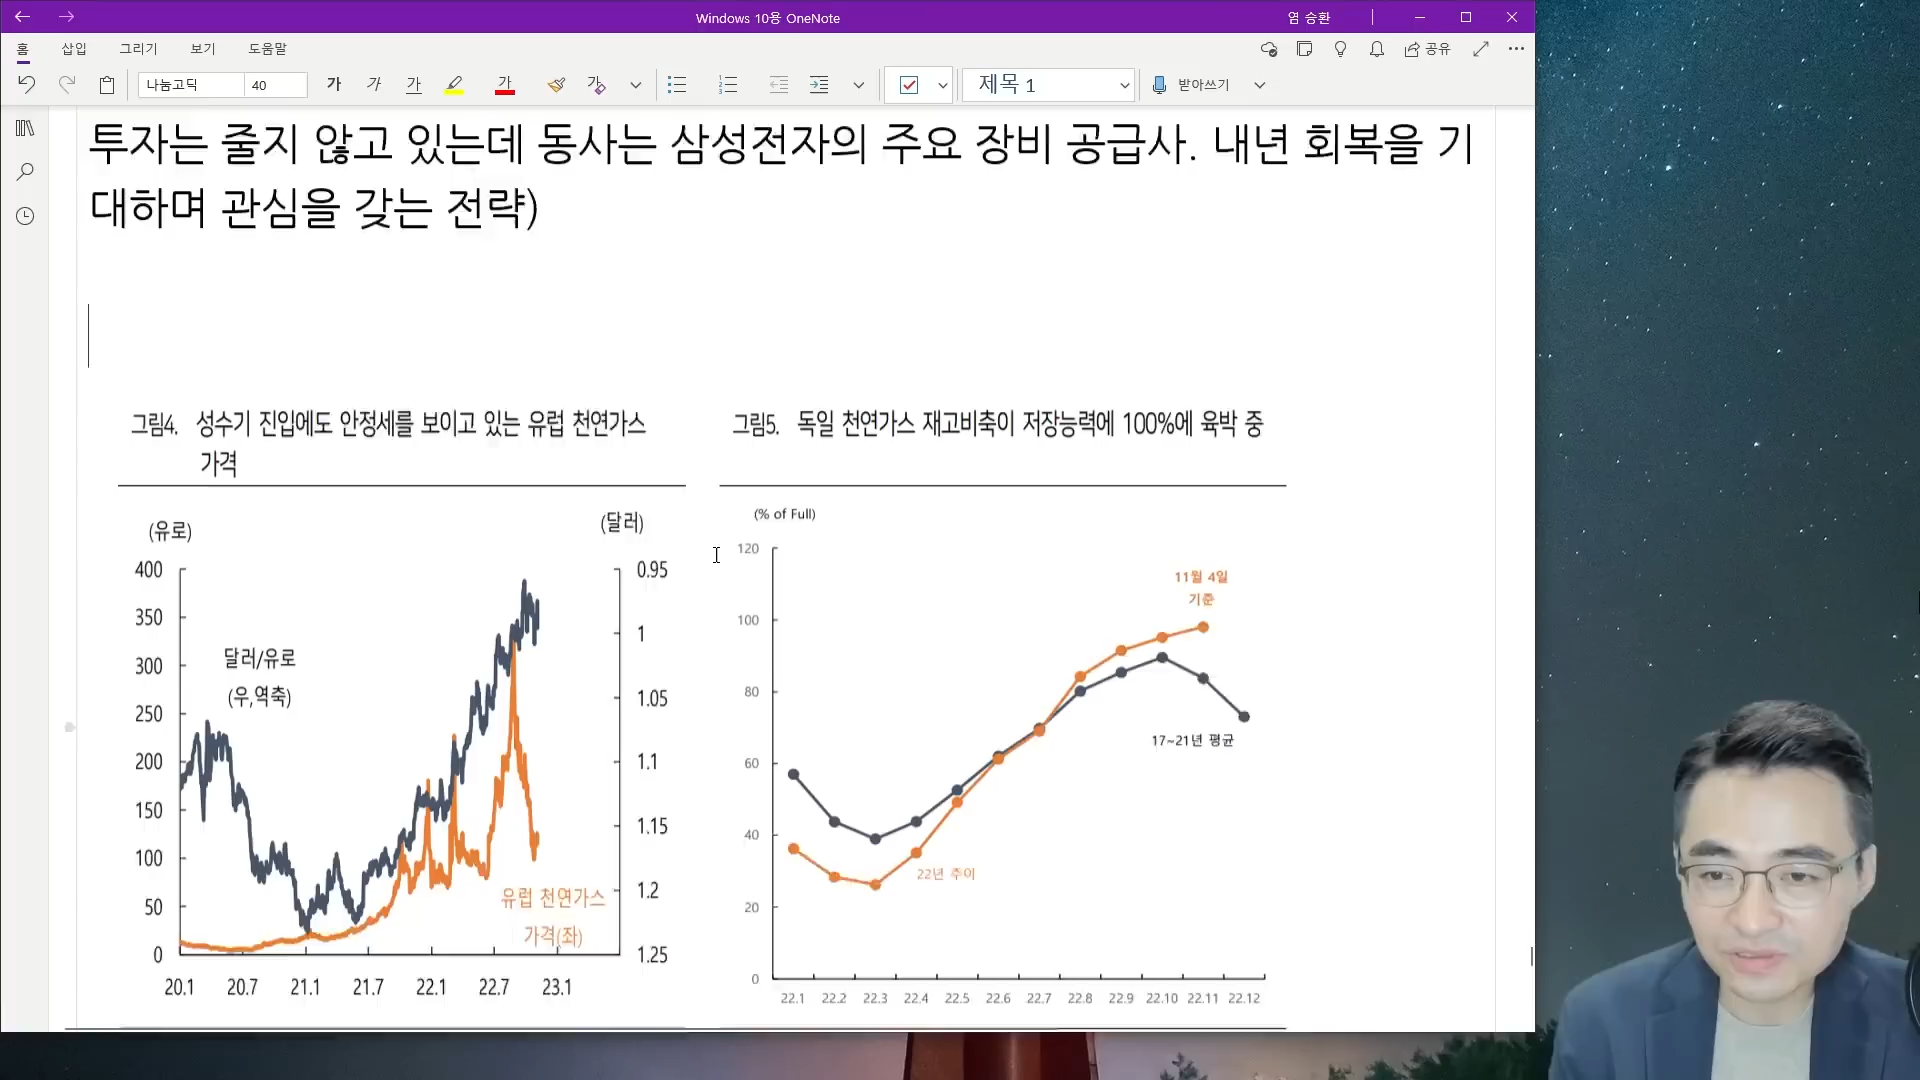 Windows 10용 OneNote
염 승환
홈 삽입 그리기 보기 도움말
공유
나눔고딕 40 가 가 가 가 가 제목 1 받아쓰기
투자는 줄지 않고 있는데 동사는 삼성전자의 주요 장비 공급사. 내년 회복을 기
대하며 관심을 갖는 전략)
그림4. 성수기 진입에도 안정세를 보이고 있는 유럽 천연가스
가격
(유로)
(달러)
400
350
300
250
200
150
100
50
0
0.95
1
1.05
1.1
1.15
1.2
1.25
달러/유로
(우,역축)
유럽 천연가스
가격(좌)
20.1 20.7 21.1 21.7 22.1 22.7 23.1
그림5. 독일 천연가스 재고비축이 저장능력에 100%에 육박 중
(% of Full)
120
100
80
60
40
20
0
11월 4일
기준
17~21년 평균
22년 추이
22.1 22.2 22.3 22.4 22.5 22.6 22.7 22.8 22.9 22.10 22.11 22.12